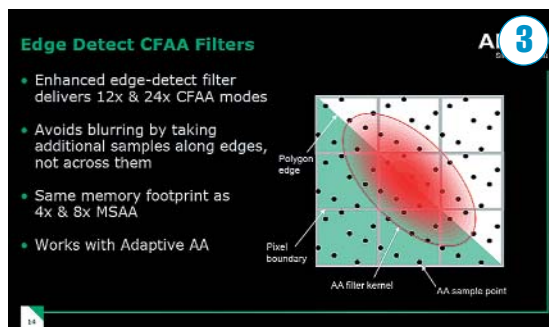 Edge Detect CFAA Filters
3
• Enhanced edge-detect filter
delivers 12x & 24x CFAA modes
• Avoids blurring by taking
additional samples along edges,
not across them
• Same memory footprint as
4x & 8x MSAA
• Works with Adaptive AA
Polygon
edge
Pixel
boundary
AA filter kernel
AA sample point
14